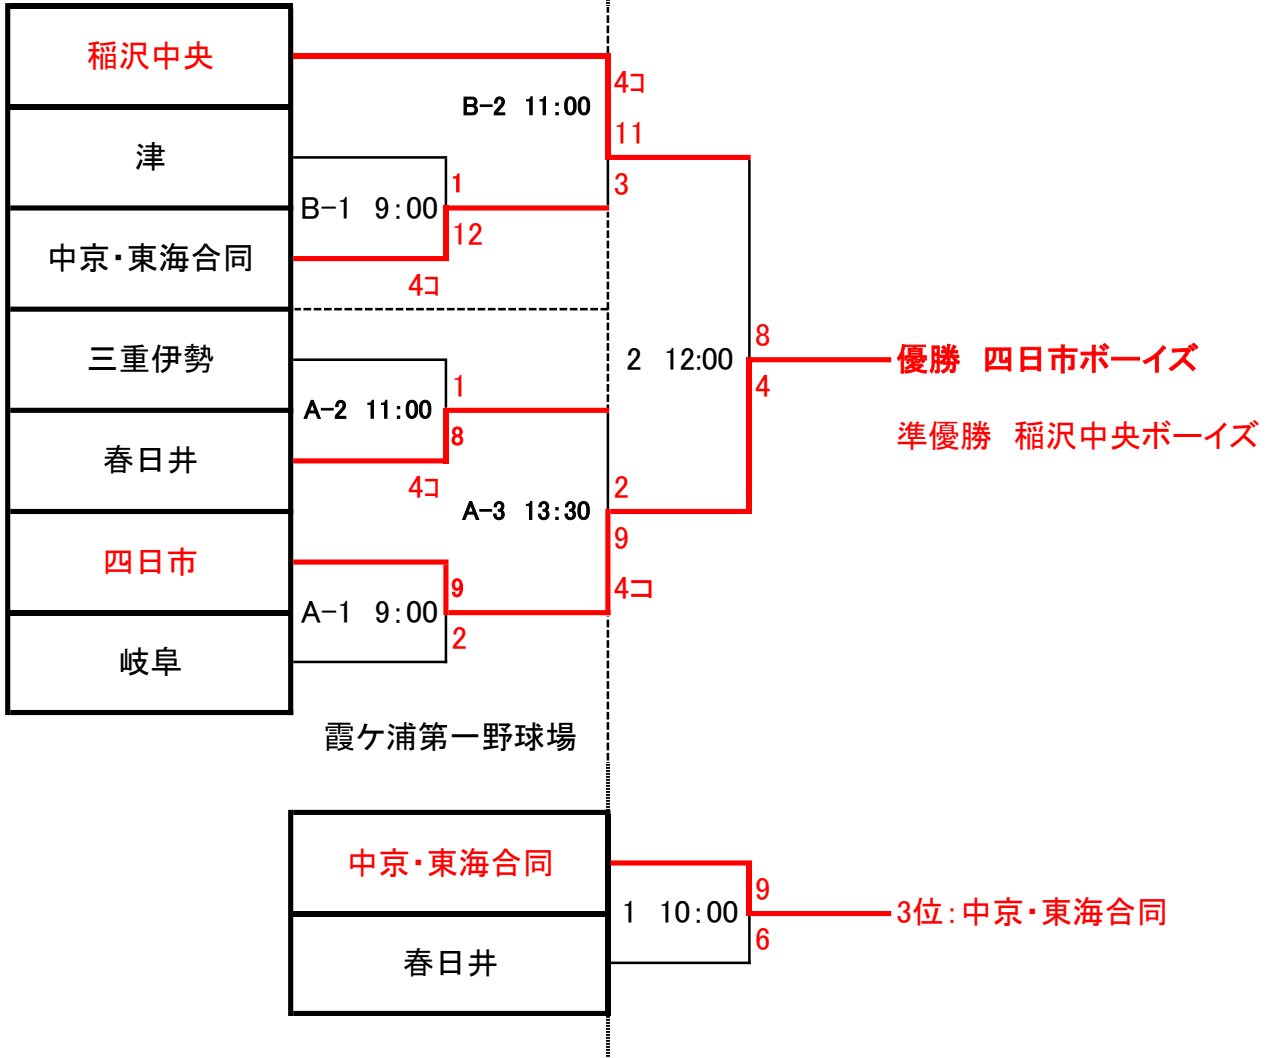 稲沢中央
4コ
B-2 11:00
11
津
3
1
B-1 9:00
12
中京・東海合同
4コ
8
三重伊勢
2 12:00
優勝 四日市ボーイズ
1
4
A-2 11:00
8
準優勝 稲沢中央ボーイズ
春日井
4コ
2
A-3 13:30
9
四日市
9
4コ
A-1 9:00
2
岐阜
霞ケ浦第一野球場
中京・東海合同
9
1 10:00
3位:中京・東海合同
6
春日井